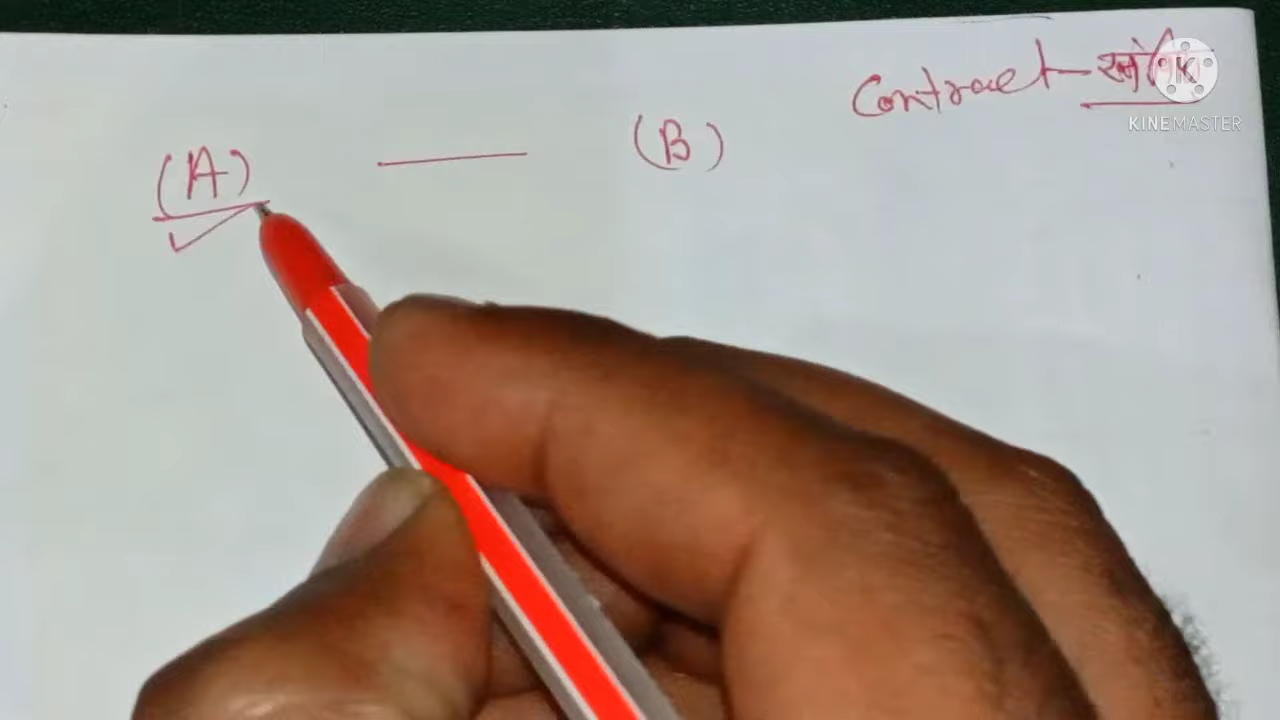 Contract-
(A) — (B)
K
KINEMASTER